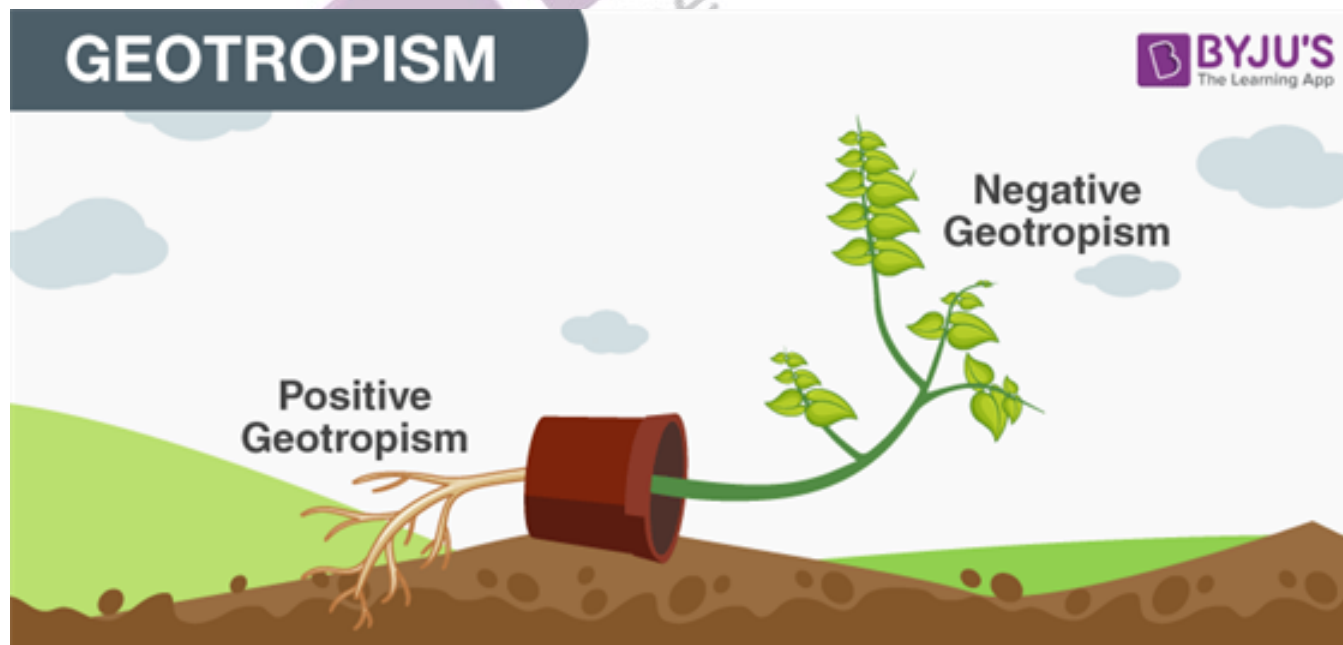 GEOTROPISM
BYJU'S
The Learning App
Negative
Geotropism
Positive
Geotropism